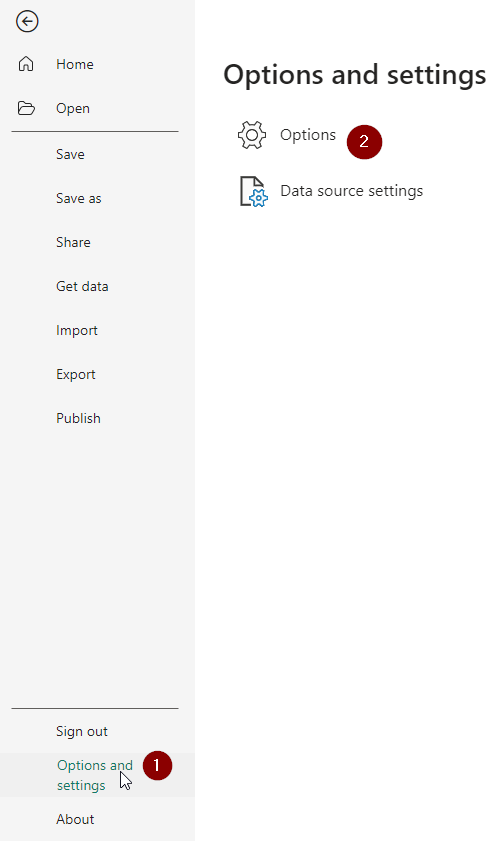 Home
Open
Save
Save as
Share
Get data
Import
Export
Publish
Sign out
Options and
settings
1
About
Options and settings
Options
2
Data source settings